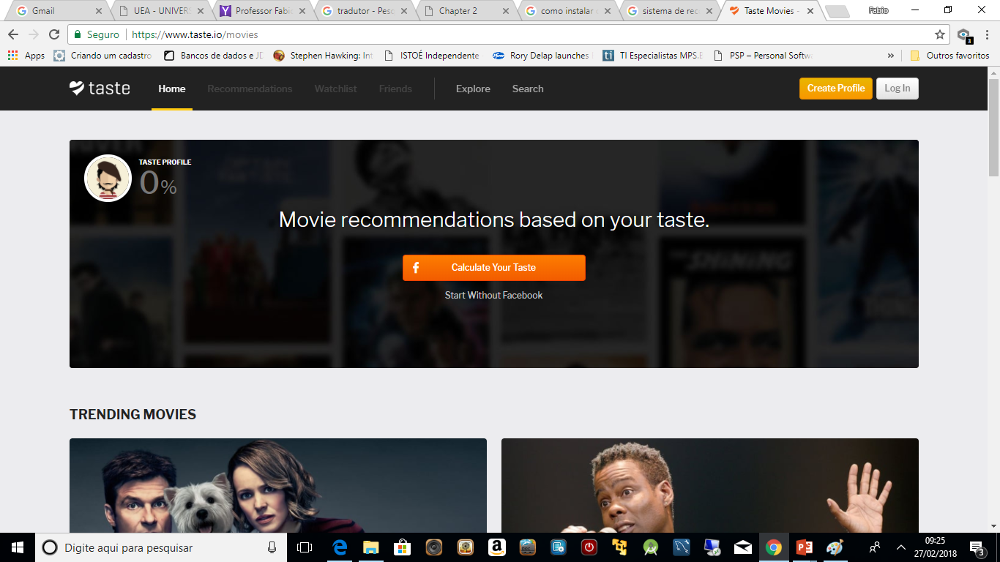 Gmail
UEA - UNIVERS
Professor Fabi
tradutor - Pesq
Chapter 2
como instalar
sistema de rec
Taste Movies -
Fabio
Seguro
https://www.taste.io/movies
3
Apps
Criando um cadastro
Bancos de dados e JD
Stephen Hawking: Int
ISTOÉ Independente
Rory Delap launches
TI Especialistas MPS.B
PSP – Personal Softw
»
Outros favoritos
taste
Home
Recommendations
Watchlist
Friends
Explore
Search
Create Profile
Log In
TASTE PROFILE
0%
Movie recommendations based on your taste.
Calculate Your Taste
Start Without Facebook
SHINING
TRENDING MOVIES
Digite aqui para pesquisar
09:25
27/02/2018
3